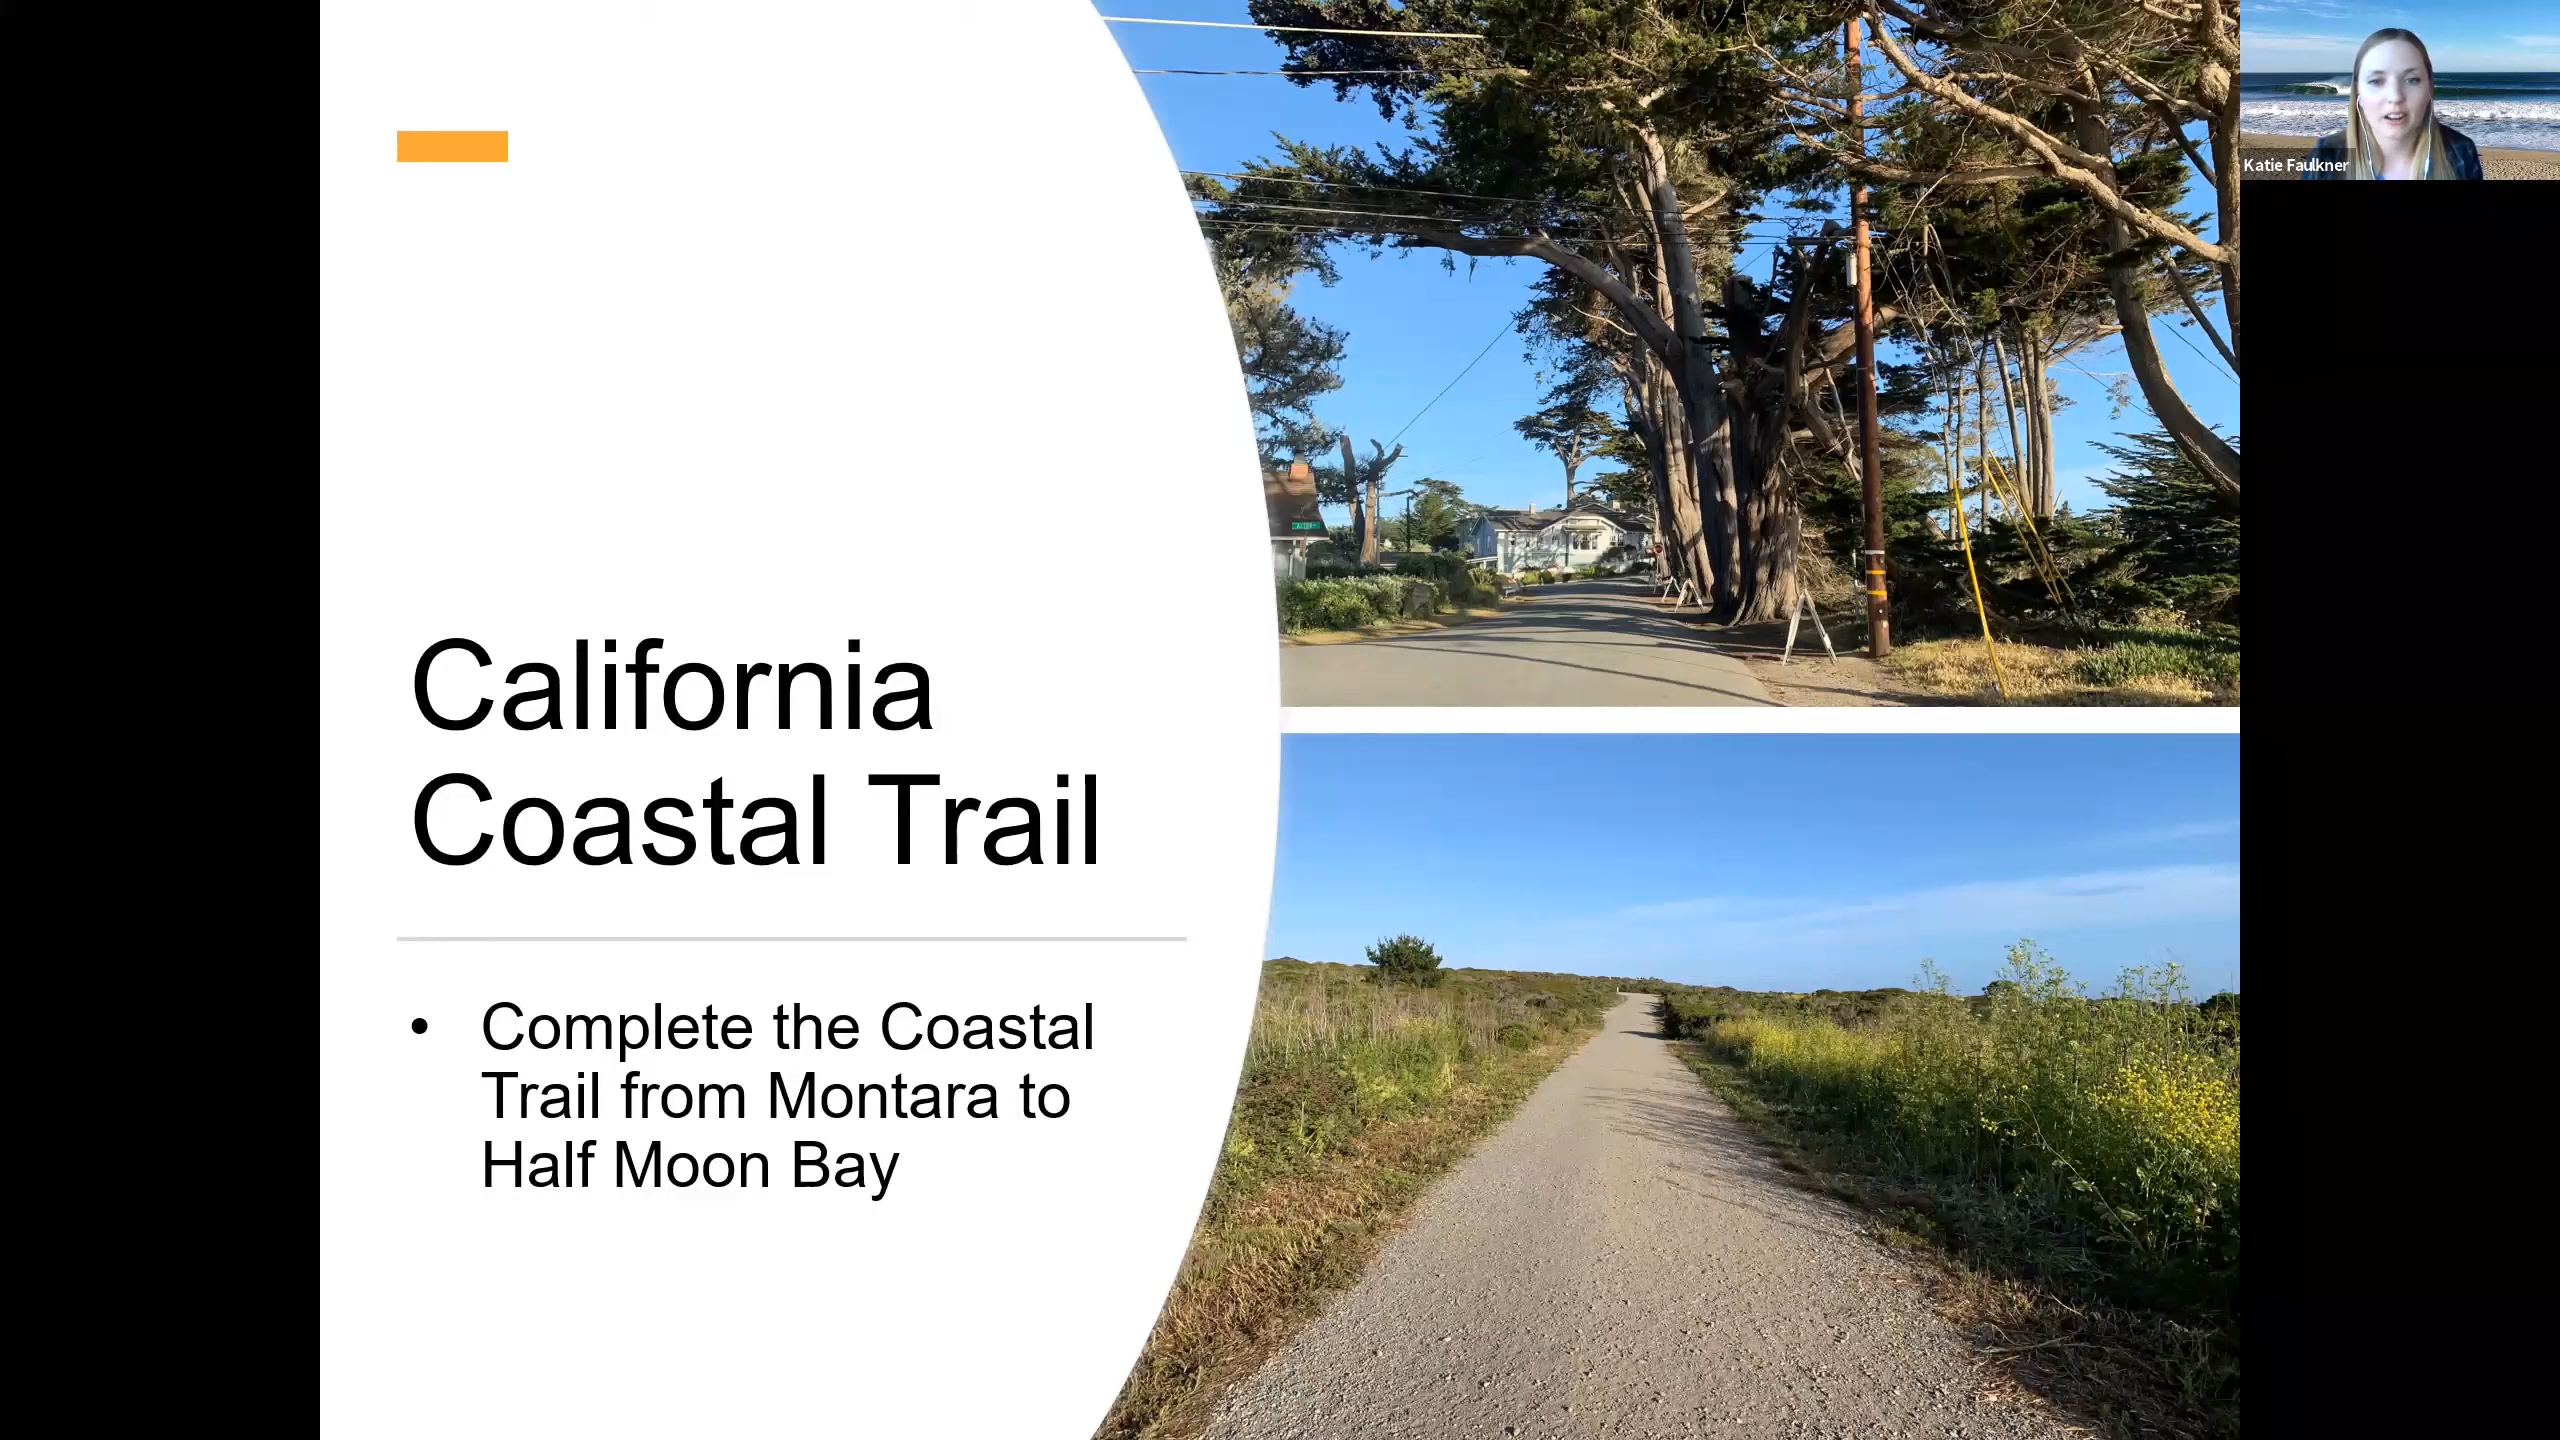 California
Coastal Trail
• Complete the Coastal
Trail from Montara to
Half Moon Bay
Katie Faulkner